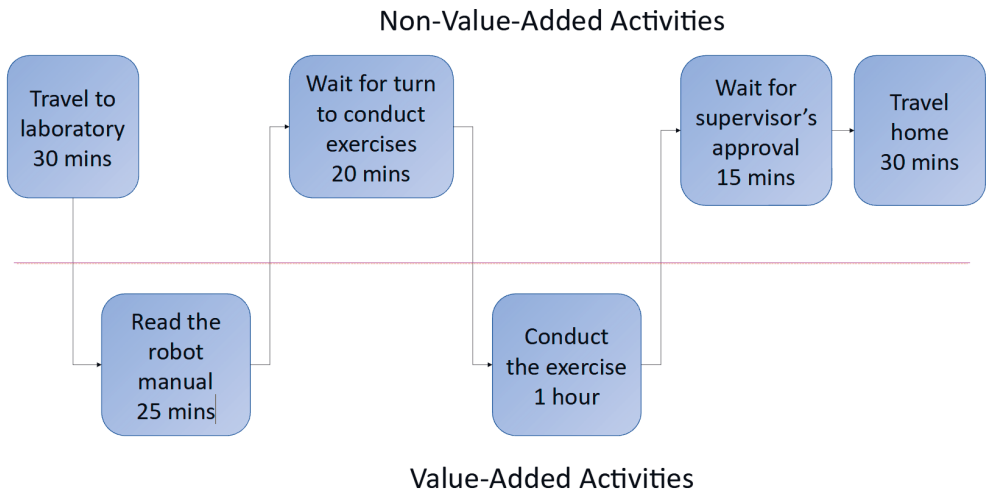 Non-Value-Added Activities
Travel to
laboratory
30 mins
Read the
robot
manual
25 mins
Wait for turn
to conduct
exercises
20 mins
Conduct
the exercise
1 hour
Wait for
supervisor’s
approval
15 mins
Travel
home
30 mins
Value-Added Activities